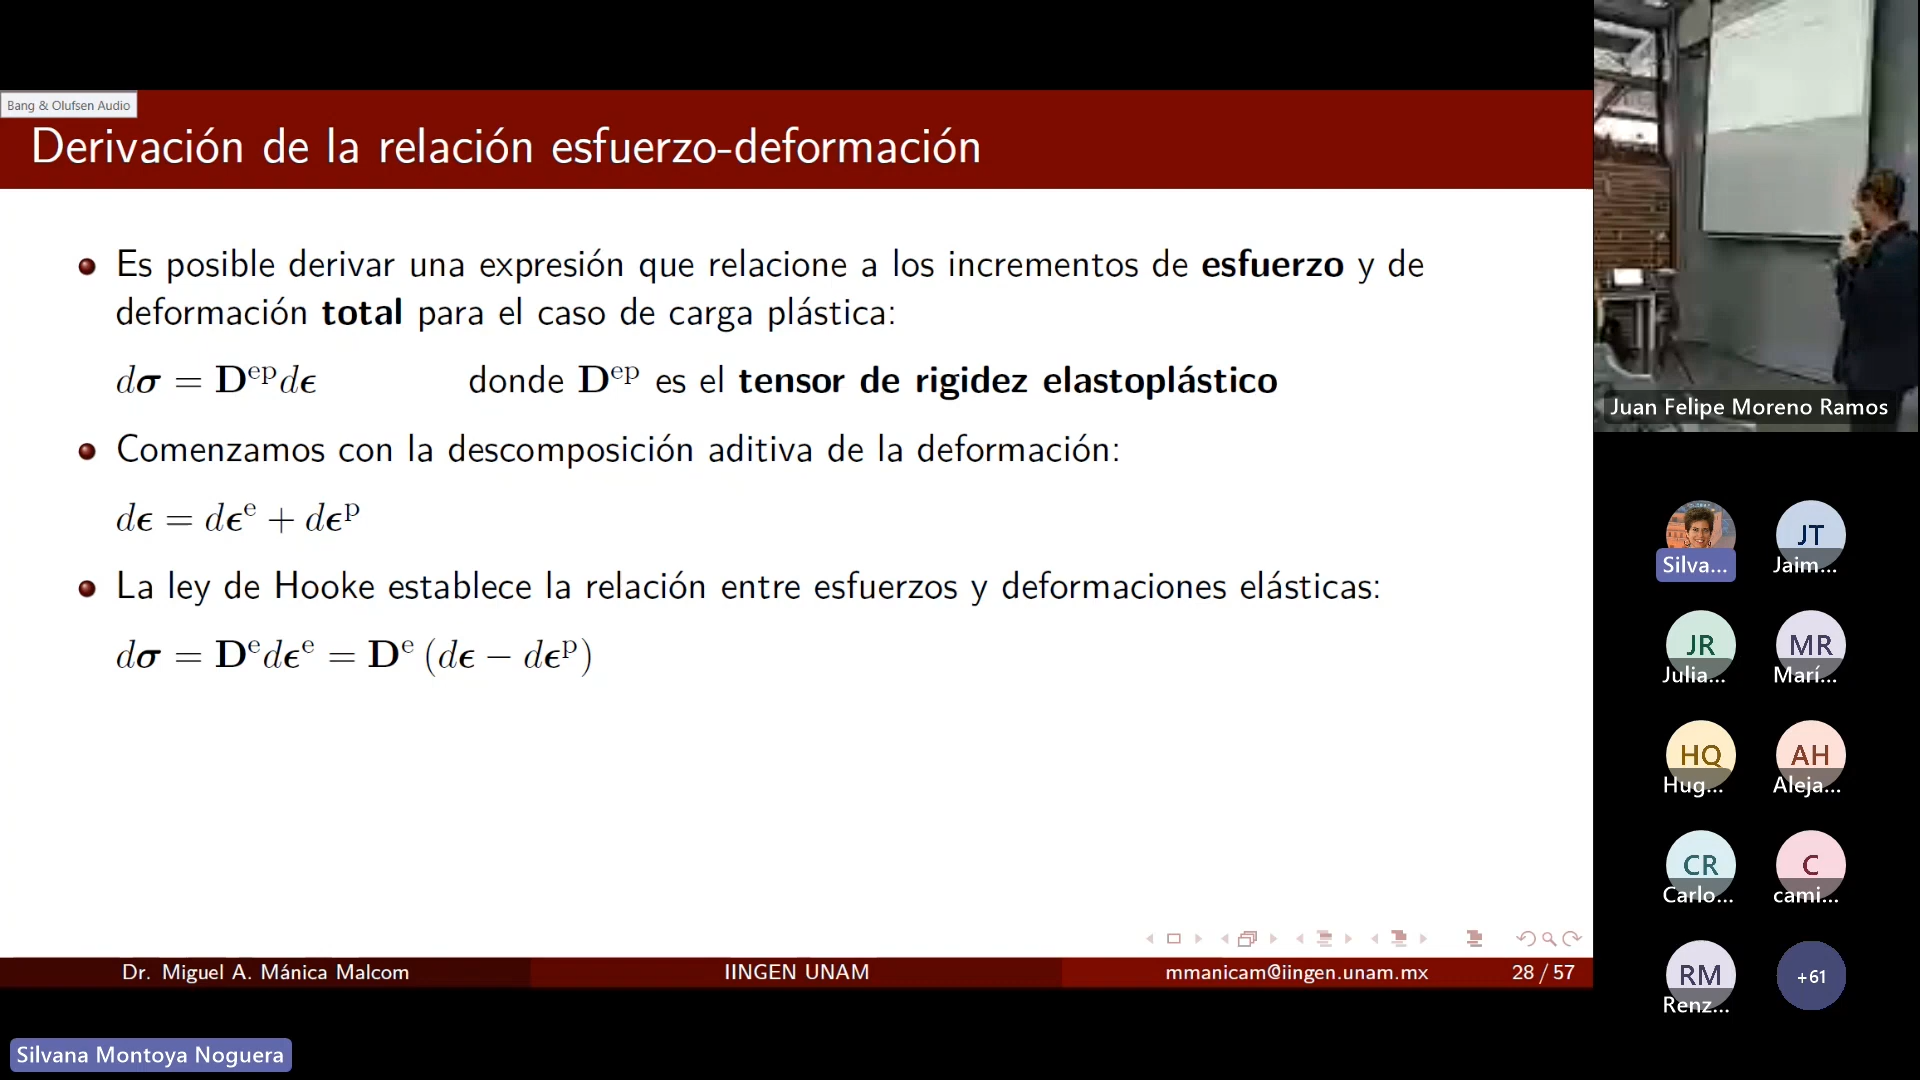 Bang & Olufsen Audio
Derivación de la relación esfuerzo-deformación
Es posible derivar una expresión que relacione a los incrementos de esfuerzo y de
deformación total para el caso de carga plástica:
dσ = D^ep dϵ donde D^ep es el tensor de rigidez elastoplástico
Comenzamos con la descomposición aditiva de la deformación:
dϵ = dϵ^e + dϵ^p
La ley de Hooke establece la relación entre esfuerzos y deformaciones elásticas:
dσ = D^e dϵ^e = D^e (dϵ − dϵ^p)
Dr. Miguel A. Mánica Malcom
IINGEN UNAM
mmanicam@iingen.unam.mx
28 / 57
Silvana Montoya Noguera
Juan Felipe Moreno Ramos
Silva...
JT
Jaim...
JR
Julia...
MR
Marí...
HQ
Hug...
AH
Aleja...
CR
Carlo...
C
cami...
RM
Renz...
+61